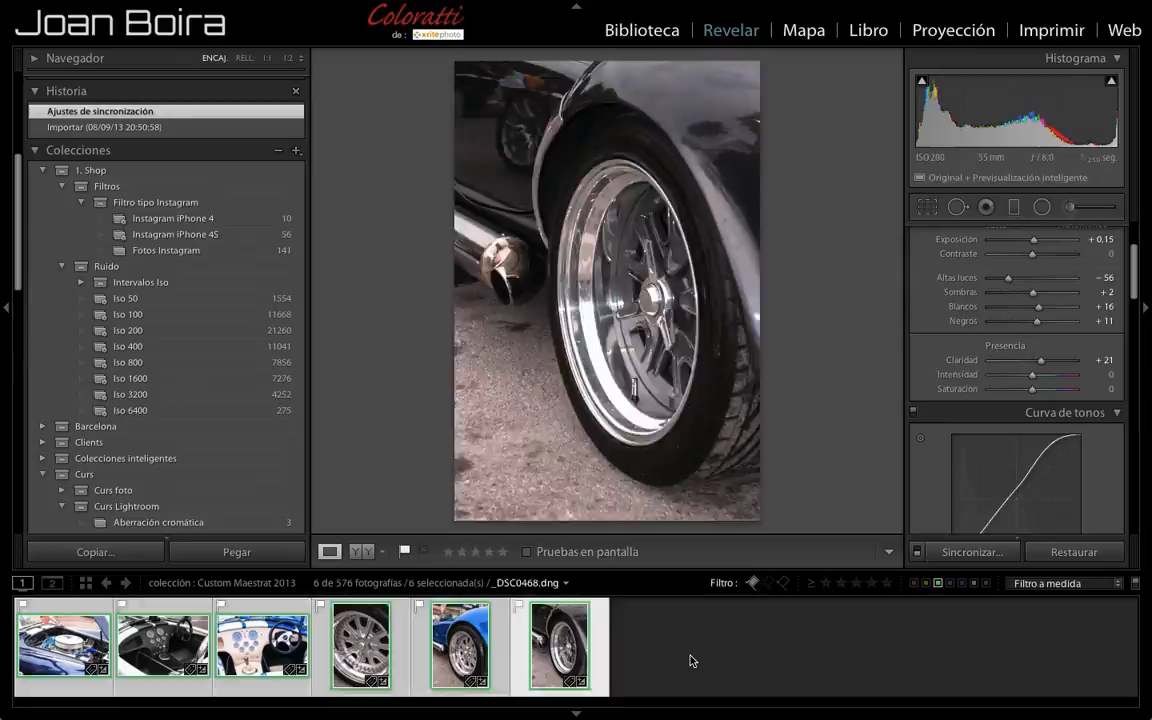 Joan Boira
Coloratti
de : xritephoto
Biblioteca | Revelar | Mapa | Libro | Proyección | Imprimir | Web
Navegador
ENCAJ. RELL. 1:1 1:2
Historia
Ajustes de sincronización
Importar (08/09/13 20:50:58)
Colecciones
1. Shop
Filtros
Filtro tipo Instagram
Instagram iPhone 4 10
Instagram iPhone 4S 56
Fotos Instagram 141
Ruido
Intervalos Iso
Iso 50 1554
Iso 100 11668
Iso 200 21260
Iso 400 11041
Iso 800 7856
Iso 1600 7276
Iso 3200 4252
Iso 6400 275
Barcelona
Clients
Colecciones inteligentes
Curs
Curs foto
Curs Lightroom
Aberración cromática 3
Copiar... Pegar
Histograma
ISO 200 55 mm ƒ / 8,0 1/250 seg.
Original + Previsualización inteligente
Exposición + 0,15
Contraste 0
Altas luces − 56
Sombras + 2
Blancos + 16
Negros + 11
Presencia
Claridad + 21
Intensidad 0
Saturación 0
Curva de tonos
Sincronizar... Restaurar
Y Y Pruebas en pantalla
1 2 colección : Custom Maestrat 2013 6 de 576 fotografías /6 seleccionada(s) /_DSC0468.dng Filtro : Filtro a medida